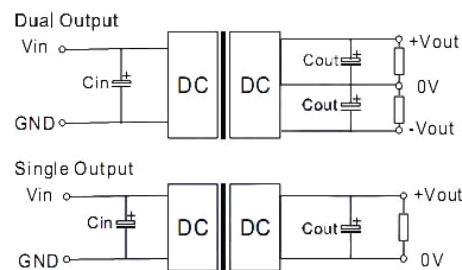 Dual Output
Vin
+Vout
Cout
Cin
DC
DC
0V
Cout
GND
-Vout
Single Output
Vin
+Vout
Cin
DC
DC
Cout
GND
0V